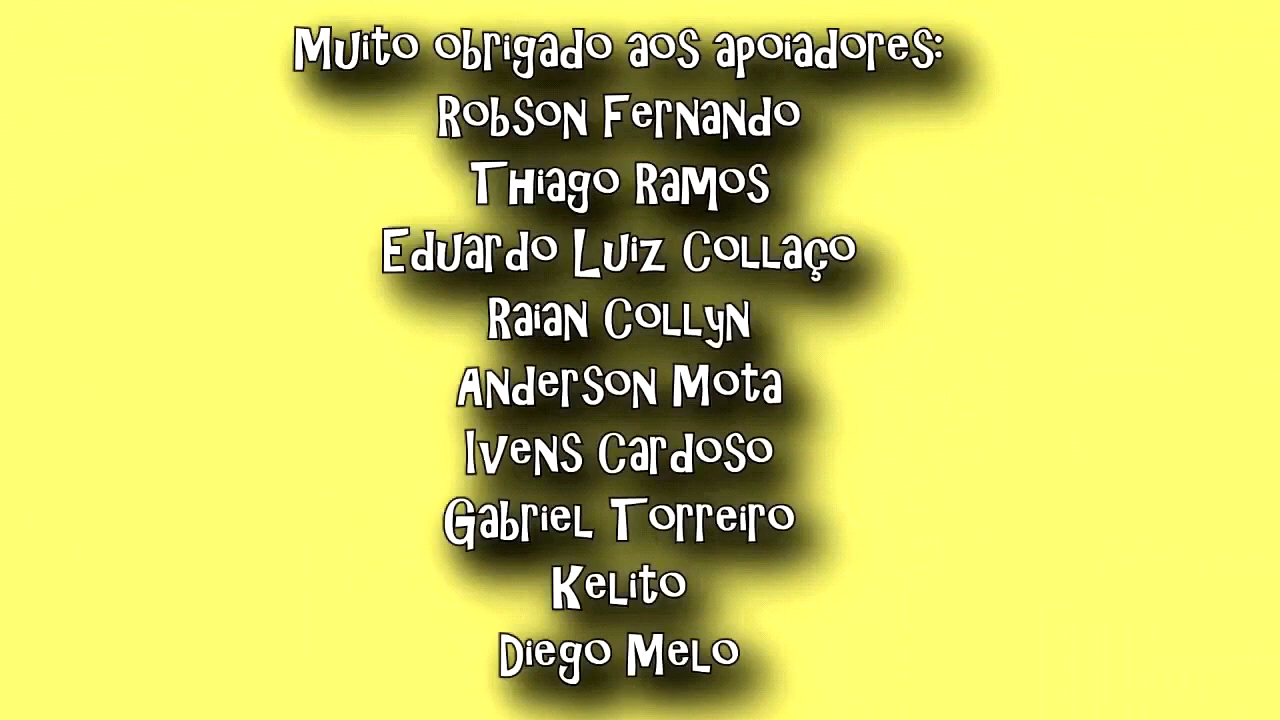 Muito obrigado aos apoiadores:
Robson Fernando
Thiago Ramos
Eduardo Luiz Collaço
Raian Collyn
Anderson Mota
Ivens Cardoso
Gabriel Torreiro
Kelito
Diego Melo